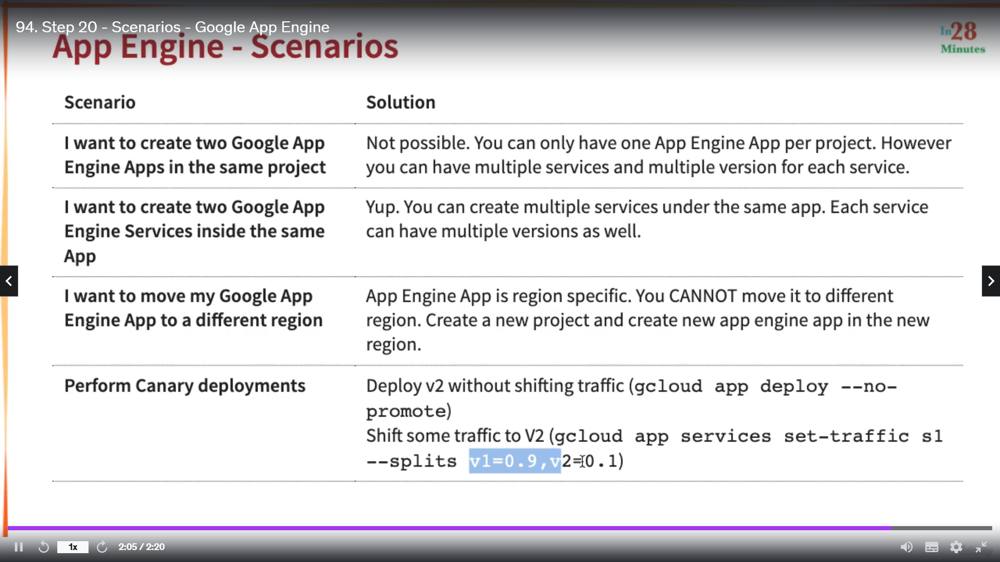 94. Step 20 - Scenarios - Google App Engine
App Engine - Scenarios
In28
Minutes
Scenario
Solution
I want to create two Google App
Engine Apps in the same project
Not possible. You can only have one App Engine App per project. However
you can have multiple services and multiple version for each service.
I want to create two Google App
Engine Services inside the same
App
Yup. You can create multiple services under the same app. Each service
can have multiple versions as well.
I want to move my Google App
Engine App to a different region
App Engine App is region specific. You CANNOT move it to different
region. Create a new project and create new app engine app in the new
region.
Perform Canary deployments
Deploy v2 without shifting traffic (gcloud app deploy --no-
promote)
Shift some traffic to V2 (gcloud app services set-traffic s1
--splits v1=0.9,v2=0.1)
1x
2:05 / 2:20